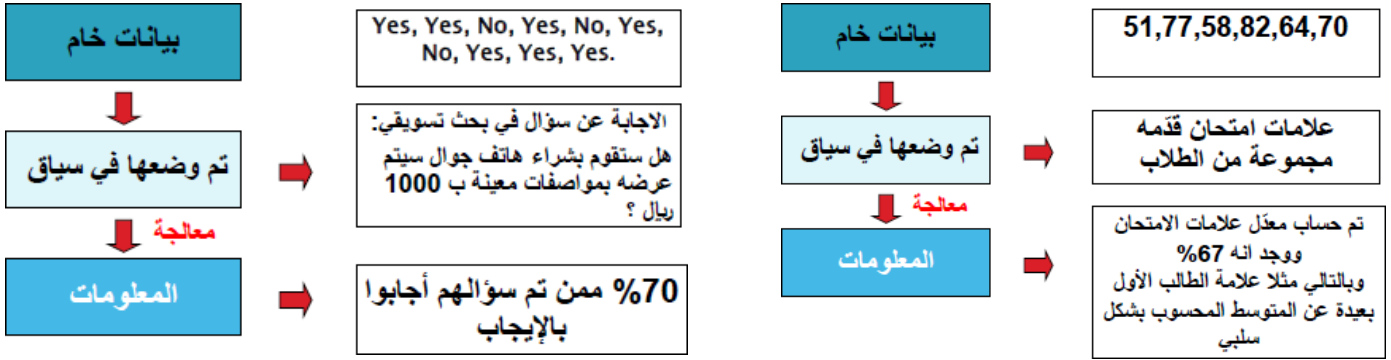 بيانات خام
Yes, Yes, No, Yes, No, Yes,
No, Yes, Yes, Yes.
تم وضعها في سياق
الاجابة عن سؤال في بحث تسويقي:
هل ستقوم بشراء هاتف جوال سيتم
عرضه بمواصفات معينة ب 1000
ريال ؟
معالجة
المعلومات
%70 ممن تم سؤالهم أجابوا
بالإيجاب
بيانات خام
51,77,58,82,64,70
تم وضعها في سياق
علامات امتحان قدّمه
مجموعة من الطلاب
معالجة
المعلومات
تم حساب معدّل علامات الامتحان
ووجد انه 67%
وبالتالي مثلا علامة الطالب الأول
بعيدة عن المتوسط المحسوب بشكل
سلبي